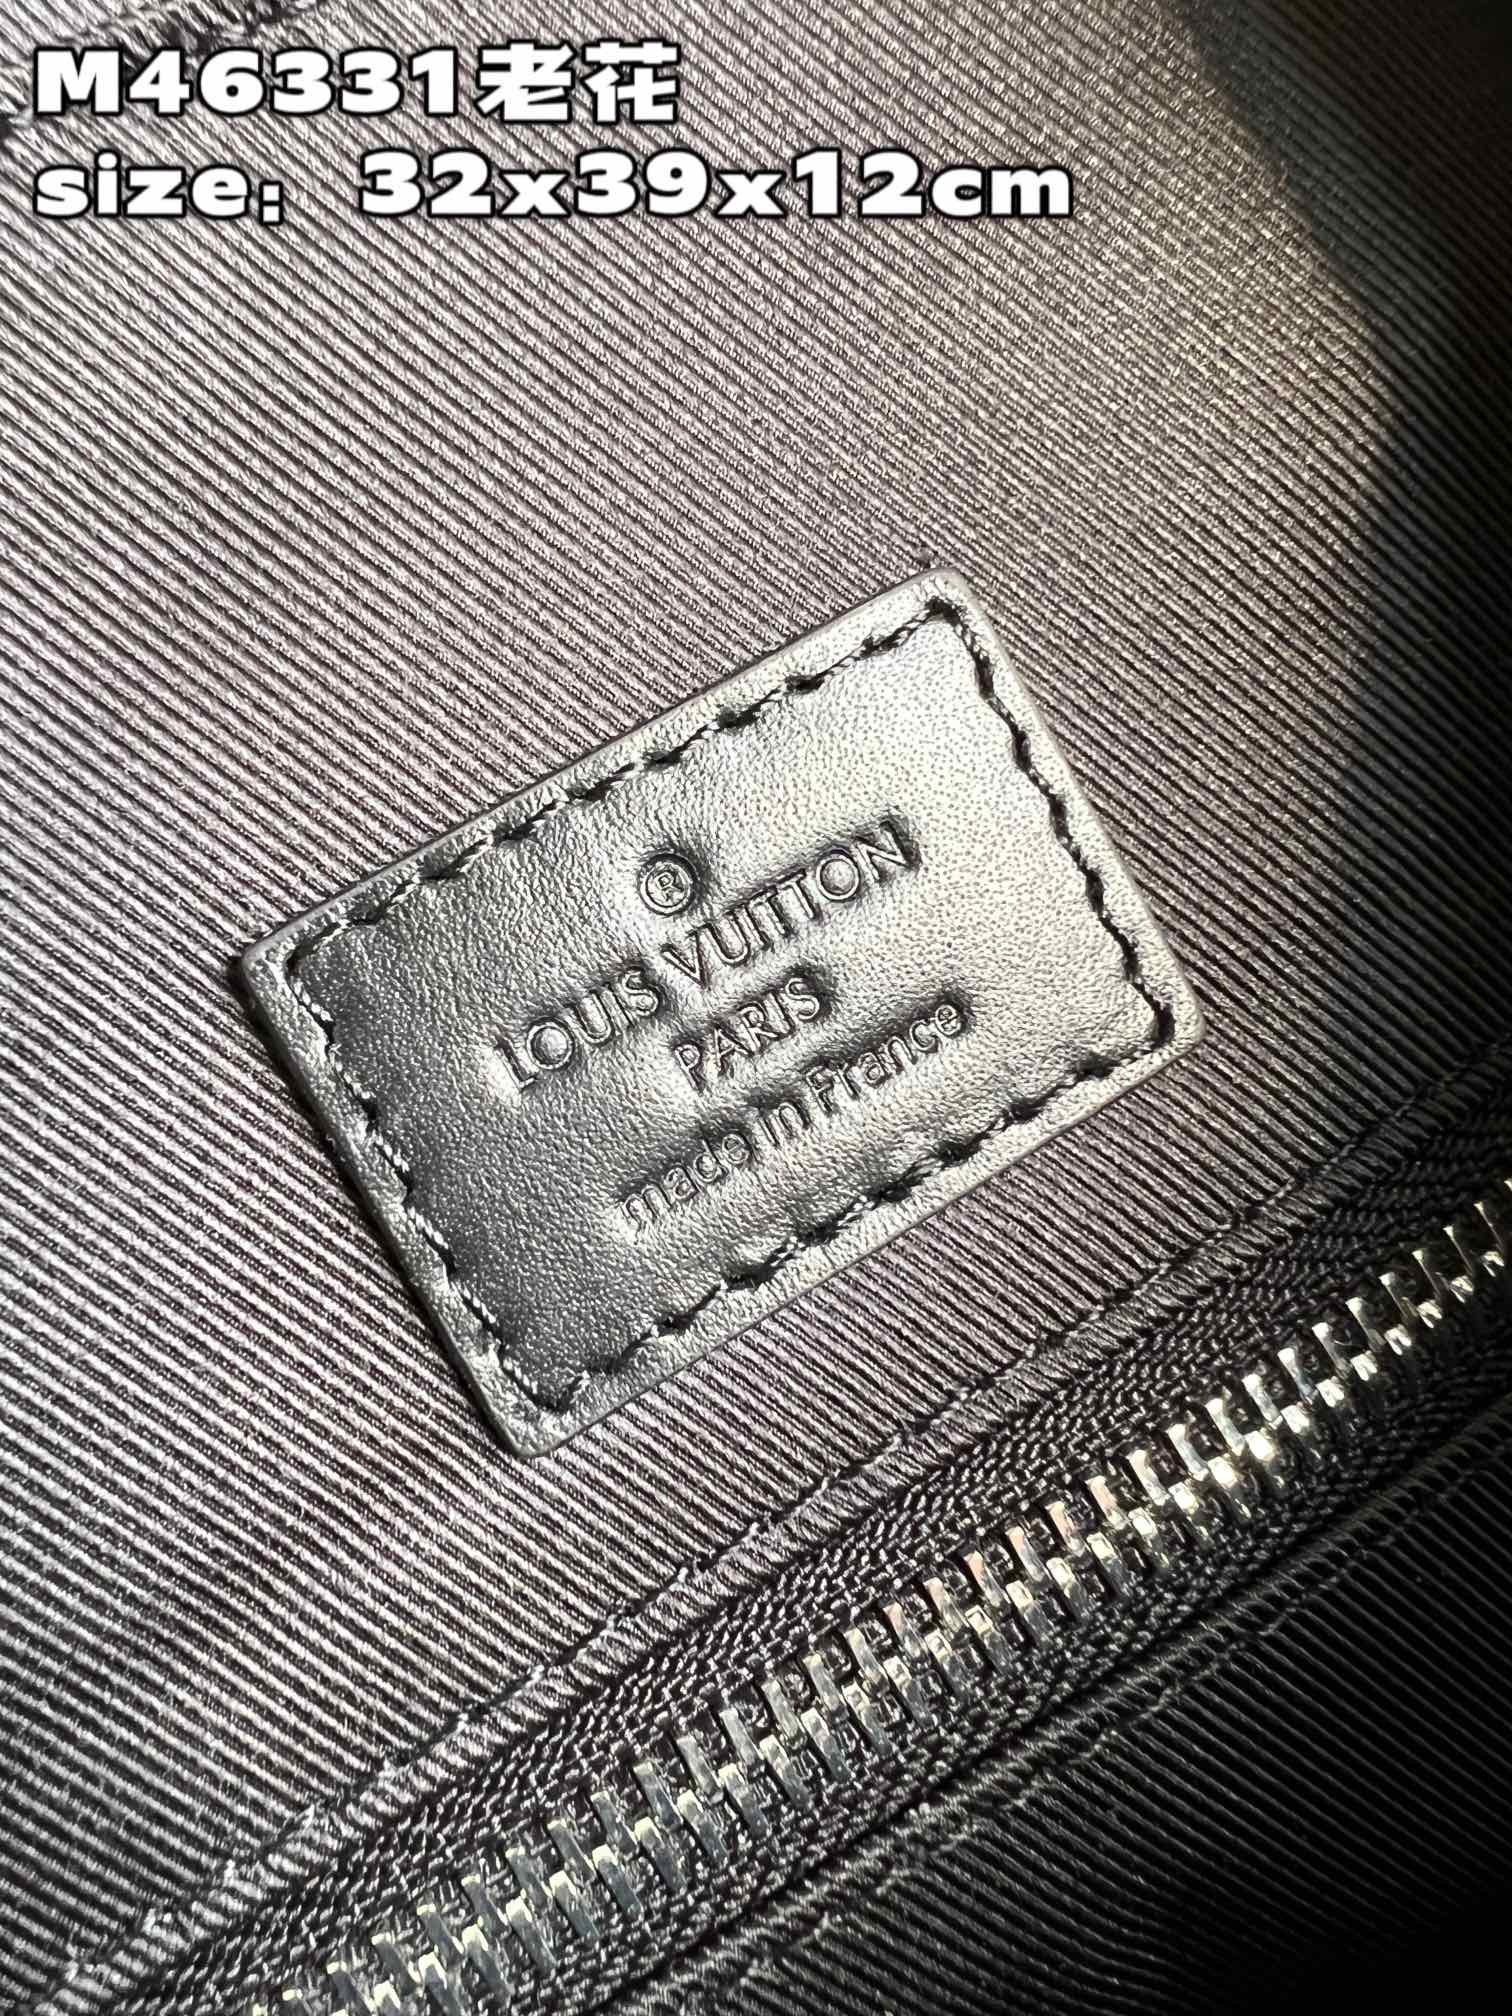 M46331老花
size：32x39x12cm
®
LOUIS VUITTON
PARIS
made in France